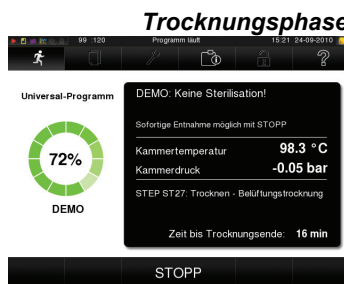 Trocknungsphase
99 :120 Programm läuft 15:21 24-09-2010
Universal-Programm
72%
DEMO
DEMO: Keine Sterilisation!
Sofortige Entnahme möglich mit STOPP
Kammertemperatur 98.3 °C
Kammerdruck -0.05 bar
STEP ST27: Trocknen - Belüftungstrocknung
Zeit bis Trocknungsende: 16 min
STOPP